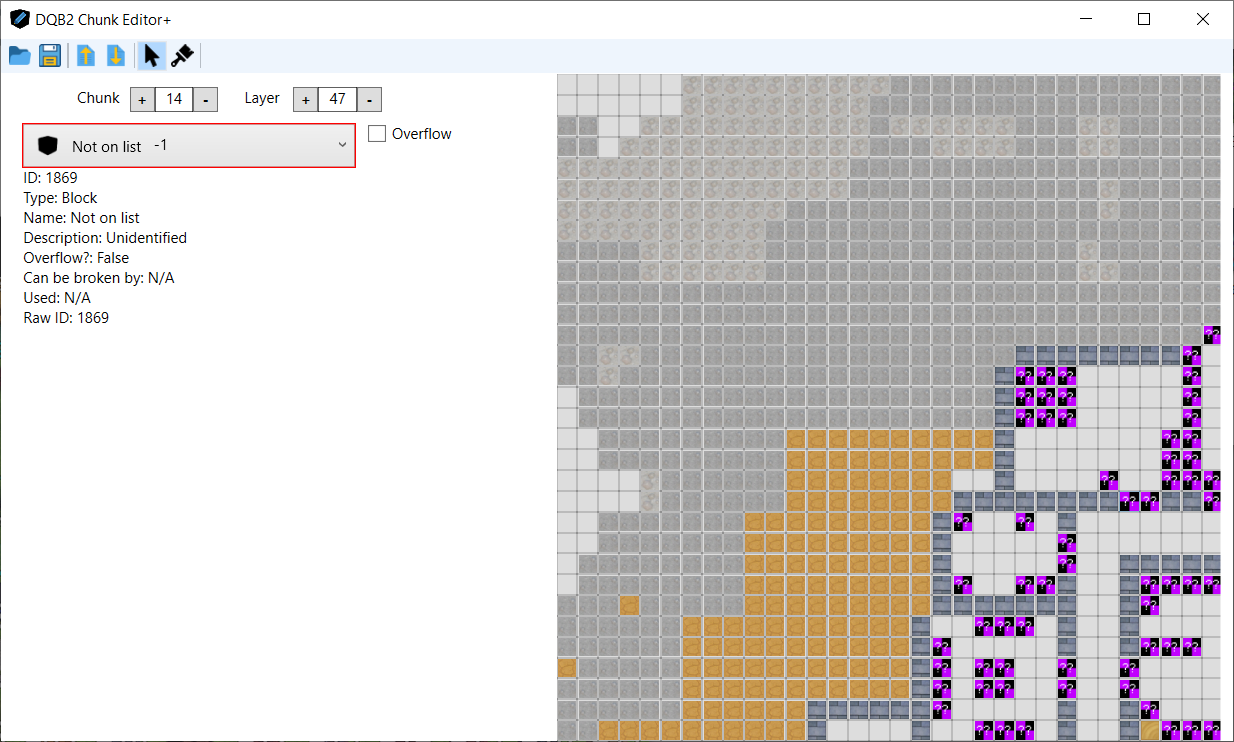 DQB2 Chunk Editor+
Chunk + 14 - Layer + 47 -
Not on list -1
Overflow
ID: 1869
Type: Block
Name: Not on list
Description: Unidentified
Overflow?: False
Can be broken by: N/A
Used: N/A
Raw ID: 1869
??
??
?? ?? ?? ??
?? ?? ?? ??
?? ?? ?? ??
?? ??
?? ??
?? ?? ?? ??
?? ?? ??
?? ??
??
??
?? ?? ?? ?? ?? ?? ??
??
?? ?? ??
?? ?? ?? ??
?? ?? ?? ?? ??
?? ?? ?? ?? ??
?? ??
?? ?? ?? ?? ?? ??